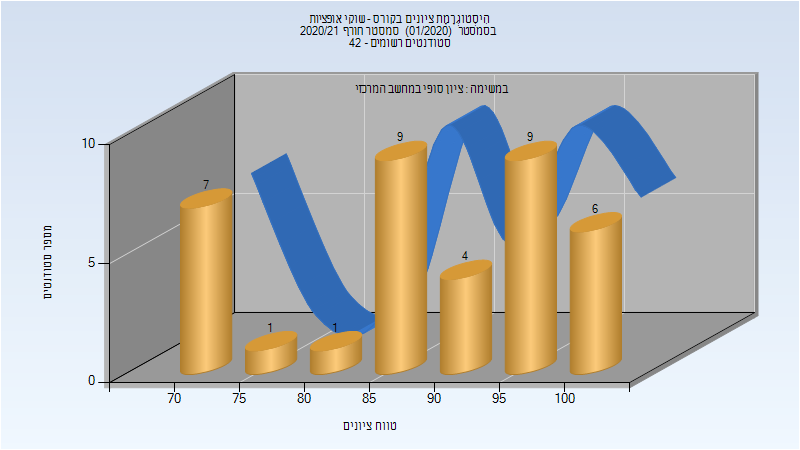 היסטוגרמת ציונים בקורס - שוקי אופציות
בסמסטר (01/2020) סמסטר חורף 2020/21
סטודנטים רשומים - 42
במשימה : ציון סופי במחשב המרכזי
10
5
0
מספר סטודנטים
7
1
1
9
4
9
6
70
75
80
85
90
95
100
טווח ציונים